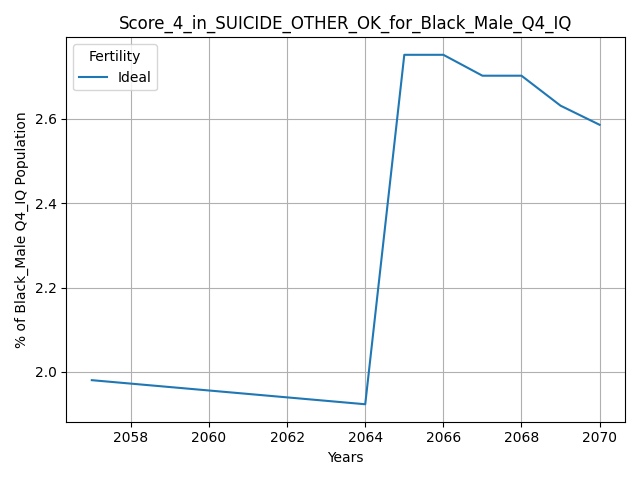 Score_4_in_SUICIDE_OTHER_OK_for_Black_Male_Q4_IQ
Fertility
Ideal
% of Black_Male Q4_IQ Population
2.6
2.4
2.2
2.0
2058 2060 2062 2064 2066 2068 2070
Years